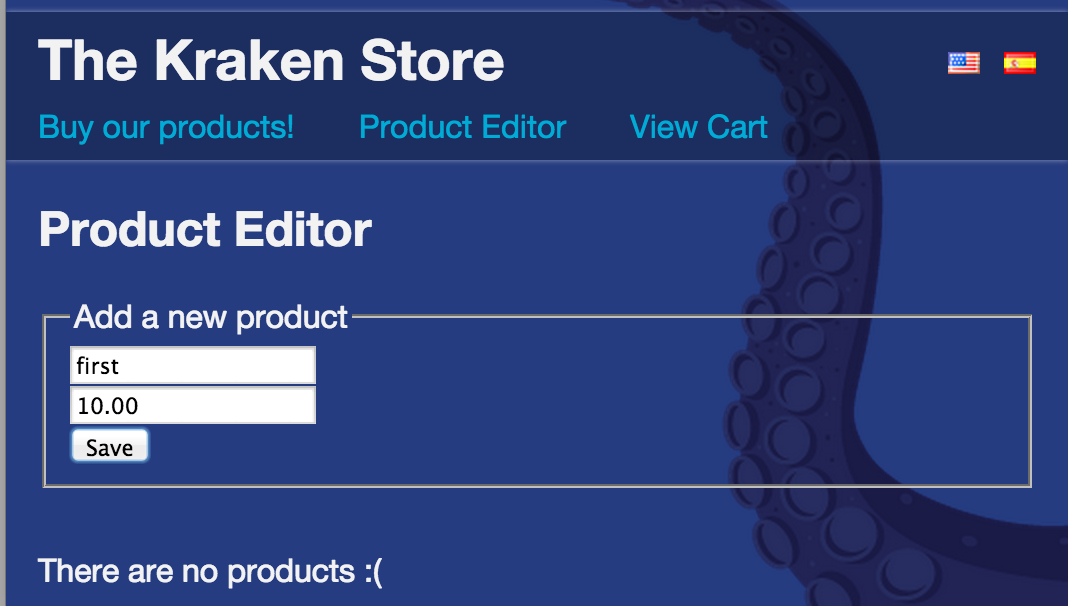 The Kraken Store
Buy our products! Product Editor View Cart
Product Editor
Add a new product
first
10.00
Save
There are no products :(